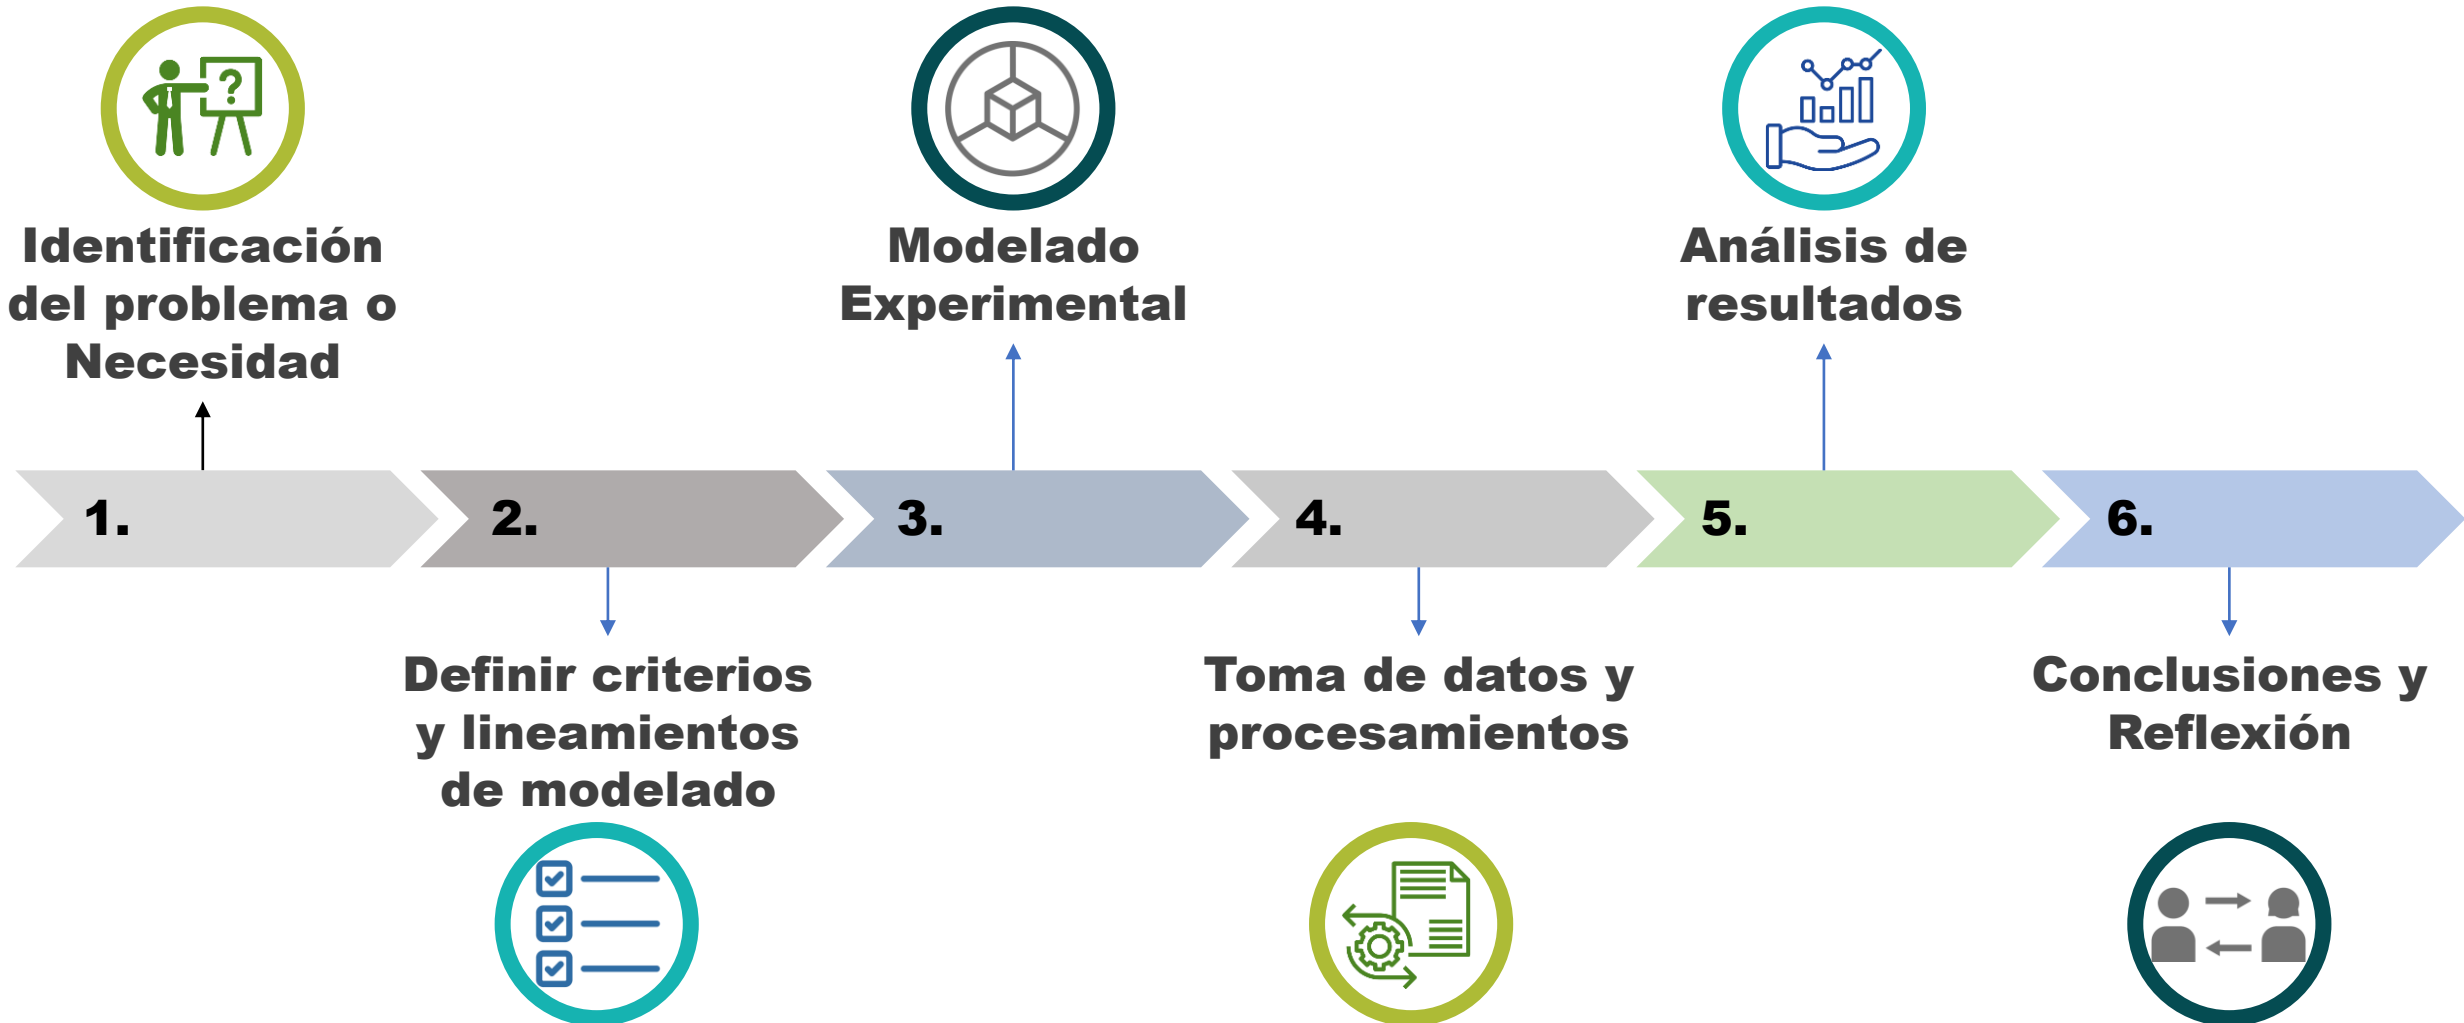 Identificación
del problema o
Necesidad
Modelado
Experimental
Análisis de
resultados
1.
2.
3.
4.
5.
6.
Definir criterios
y lineamientos
de modelado
Toma de datos y
procesamientos
Conclusiones y
Reflexión
?